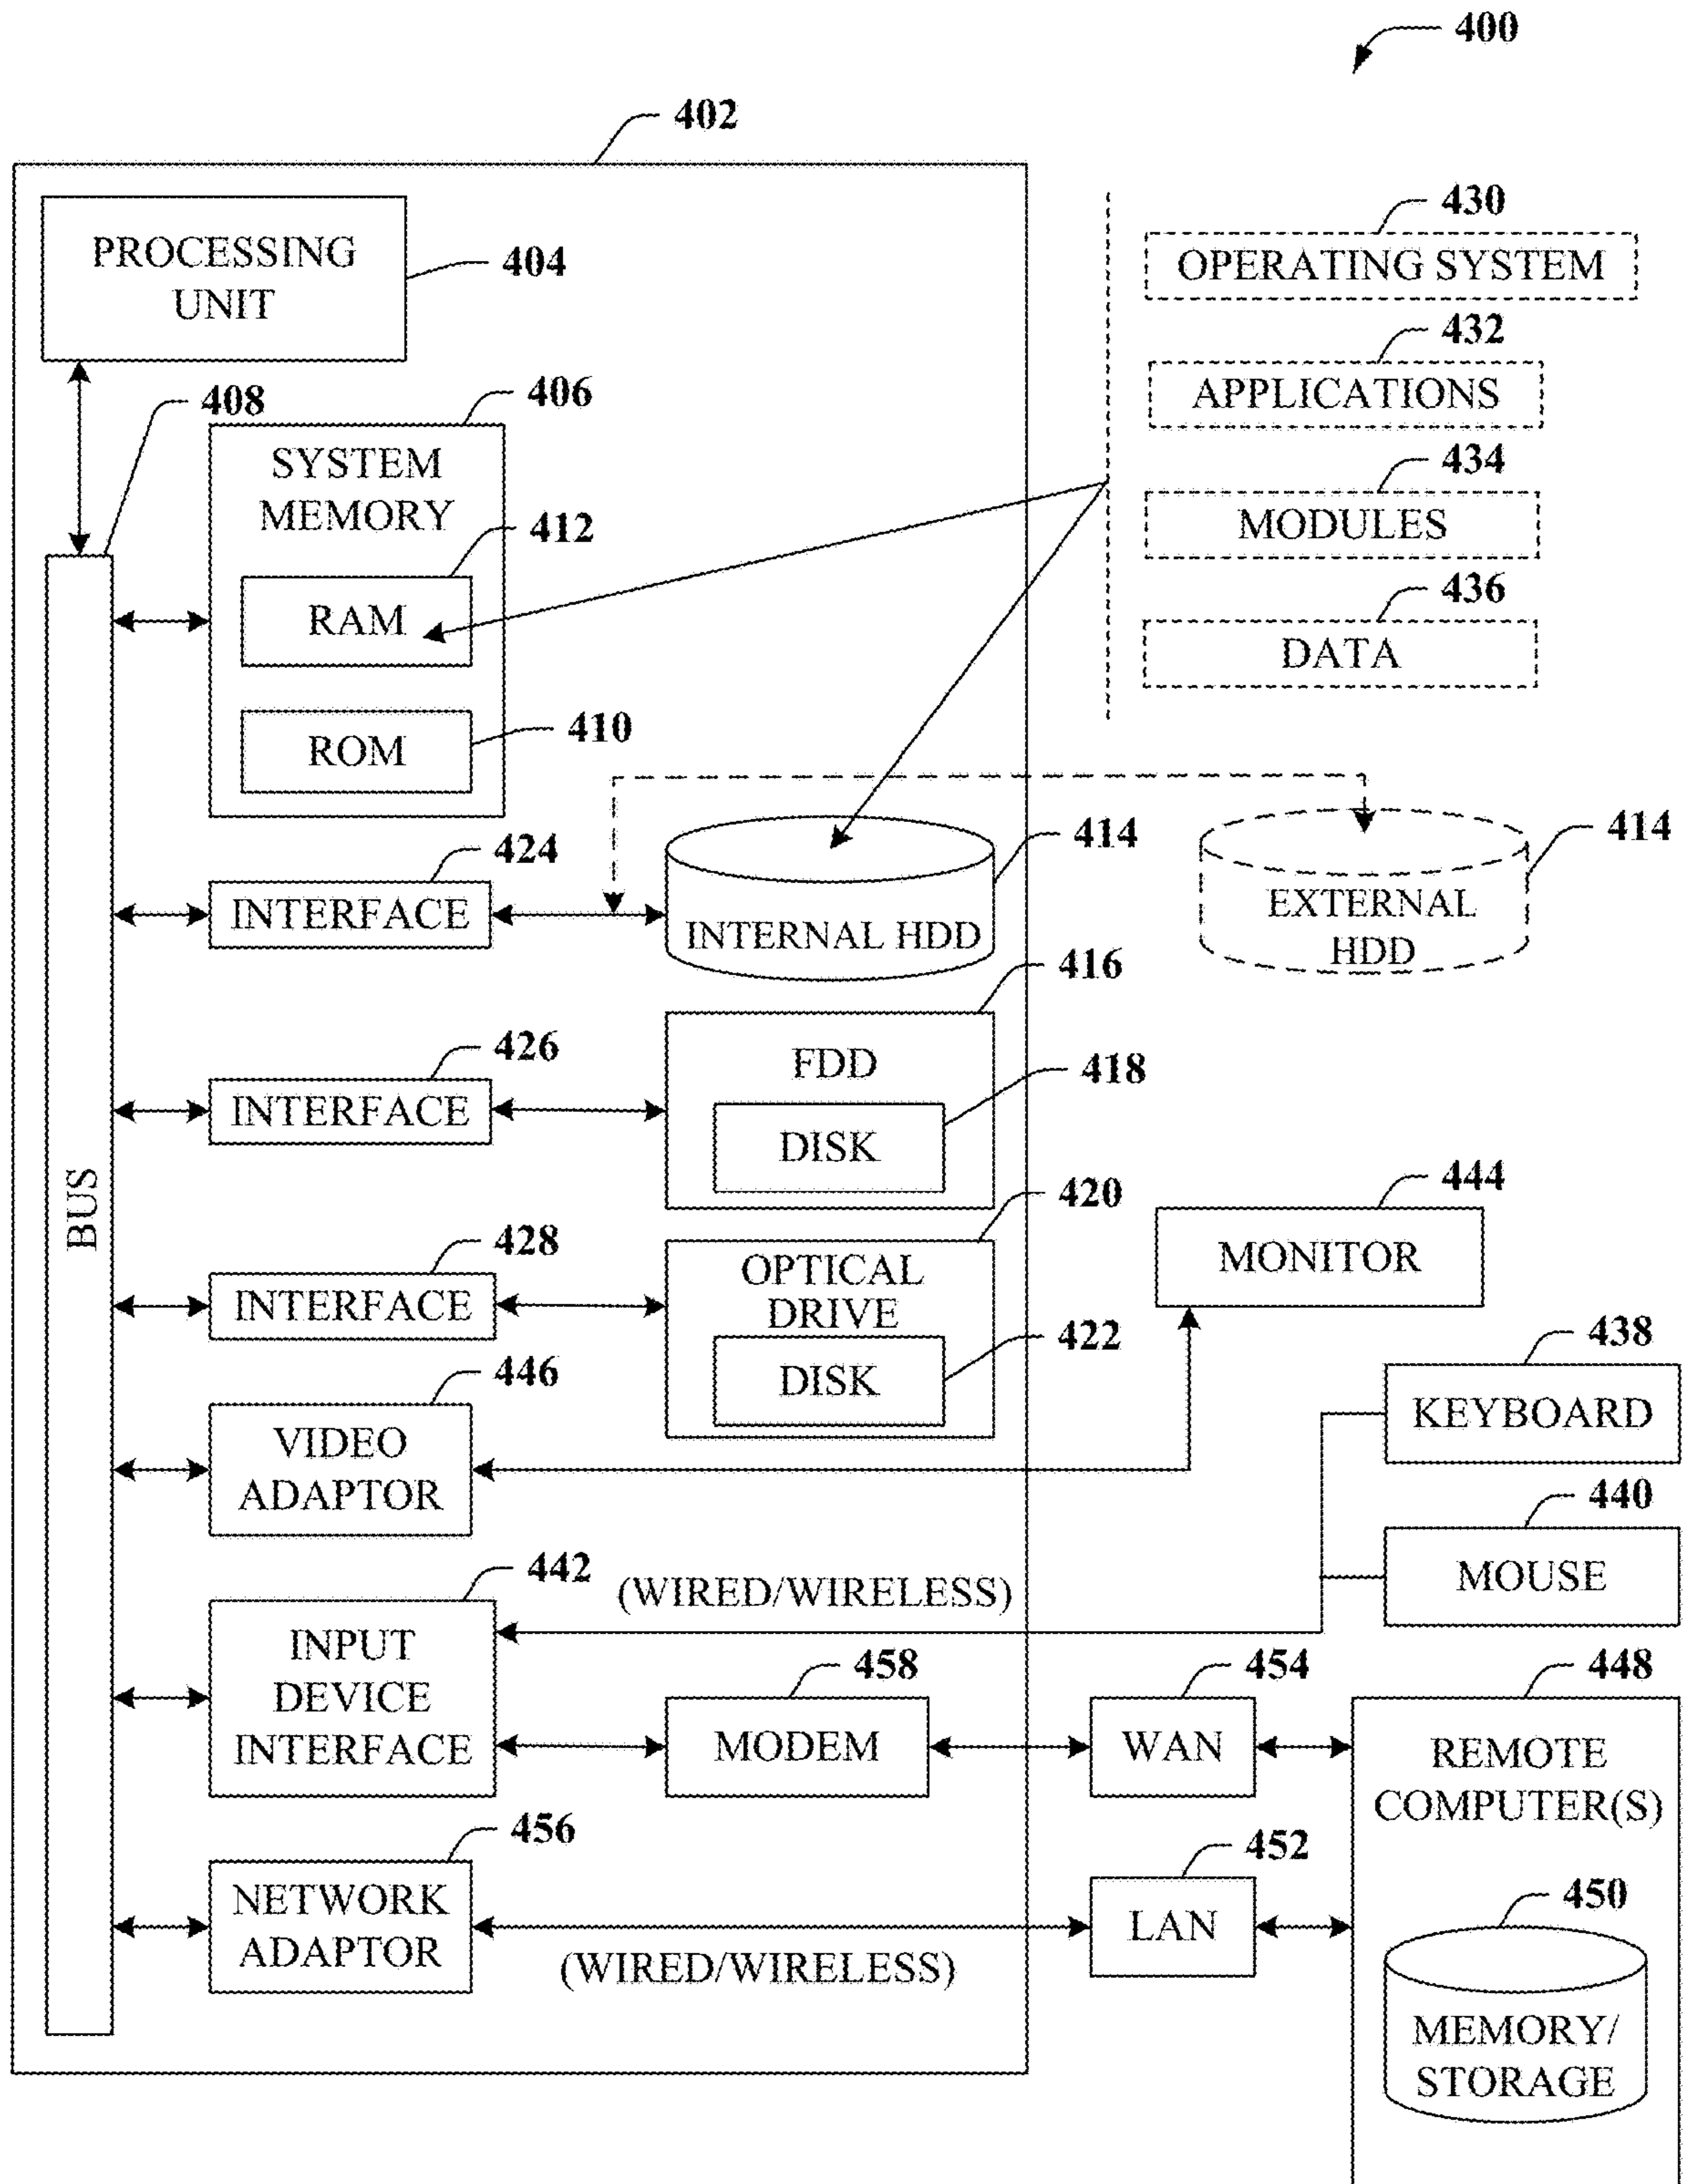 400
402
PROCESSING
UNIT
404
430
OPERATING SYSTEM
432
APPLICATIONS
434
MODULES
436
DATA
408
406
SYSTEM
MEMORY
412
RAM
410
ROM
BUS
424
INTERFACE
414
INTERNAL HDD
414
EXTERNAL
HDD
426
INTERFACE
416
FDD
418
DISK
428
INTERFACE
420
OPTICAL
DRIVE
422
DISK
444
MONITOR
446
VIDEO
ADAPTOR
438
KEYBOARD
440
MOUSE
442
(WIRED/WIRELESS)
INPUT
DEVICE
INTERFACE
458
MODEM
454
WAN
448
REMOTE
COMPUTER(S)
456
NETWORK
ADAPTOR
(WIRED/WIRELESS)
452
LAN
450
MEMORY/
STORAGE